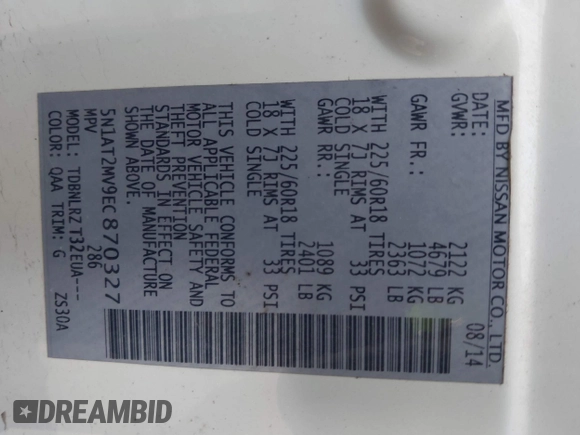 MFD BY NISSAN MOTOR CO., LTD.
DATE: 08/14
GVWR: 2122 KG
4679 LB
GAWR FR.: 1072 KG
2363 LB
WITH 225/60R18 TIRES
18 X 7J RIMS AT 33 PSI
COLD SINGLE
GAWR RR.: 1089 KG
2401 LB
WITH 225/60R18 TIRES
18 X 7J RIMS AT 33 PSI
COLD SINGLE
THIS VEHICLE CONFORMS TO
ALL APPLICABLE FEDERAL
MOTOR VEHICLE SAFETY AND
THEFT PREVENTION
STANDARDS IN EFFECT ON
THE DATE OF MANUFACTURE
SHOWN ABOVE.
5N1AT2MV9EC870327
MPV 286
MODEL: TDBNLRZ T32EUA---
COLOR: QAA TRIM: G Z530A
DREAMBID